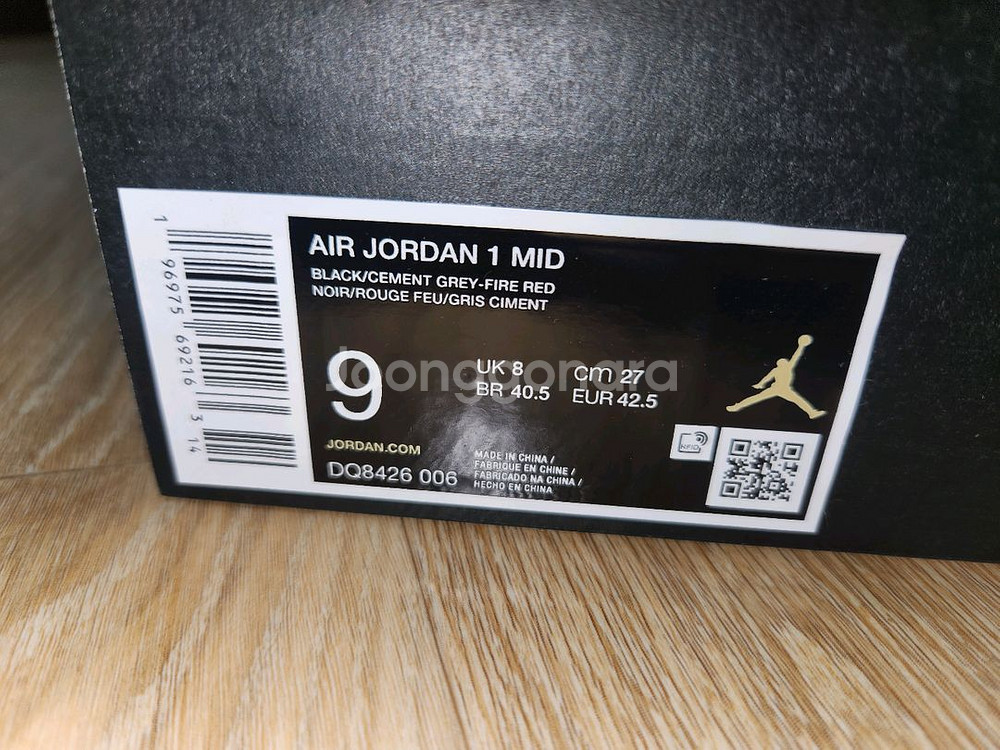 AIR JORDAN 1 MID
BLACK/CEMENT GREY-FIRE RED
NOIR/ROUGE FEU/GRIS CIMENT
9
UK 8 cm 27
BR 40.5 EUR 42.5
Joonggonara
JORDAN.COM
DQ8426 006
MADE IN CHINA /
FABRIQUE EN CHINE /
FABRICADO NA CHINA /
HECHO EN CHINA
RFID
1 96975 69216 3 14